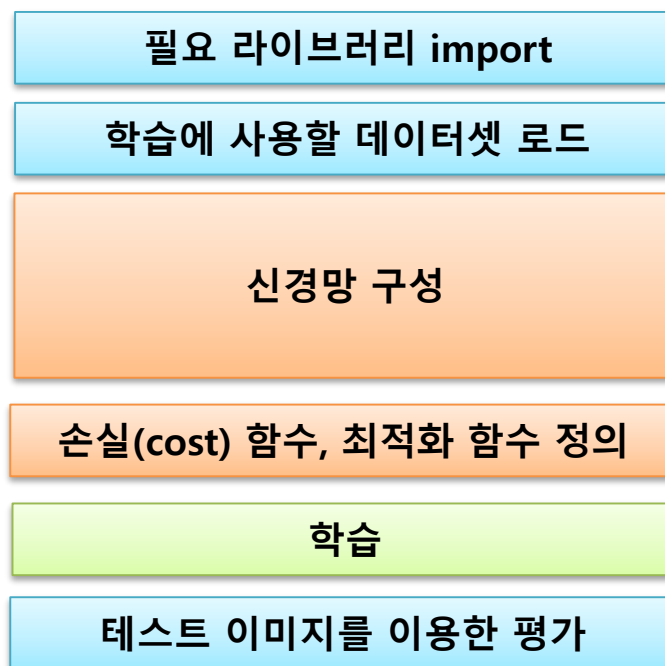 필요 라이브러리 import
학습에 사용할 데이터셋 로드
신경망 구성
손실(cost) 함수, 최적화 함수 정의
학습
테스트 이미지를 이용한 평가